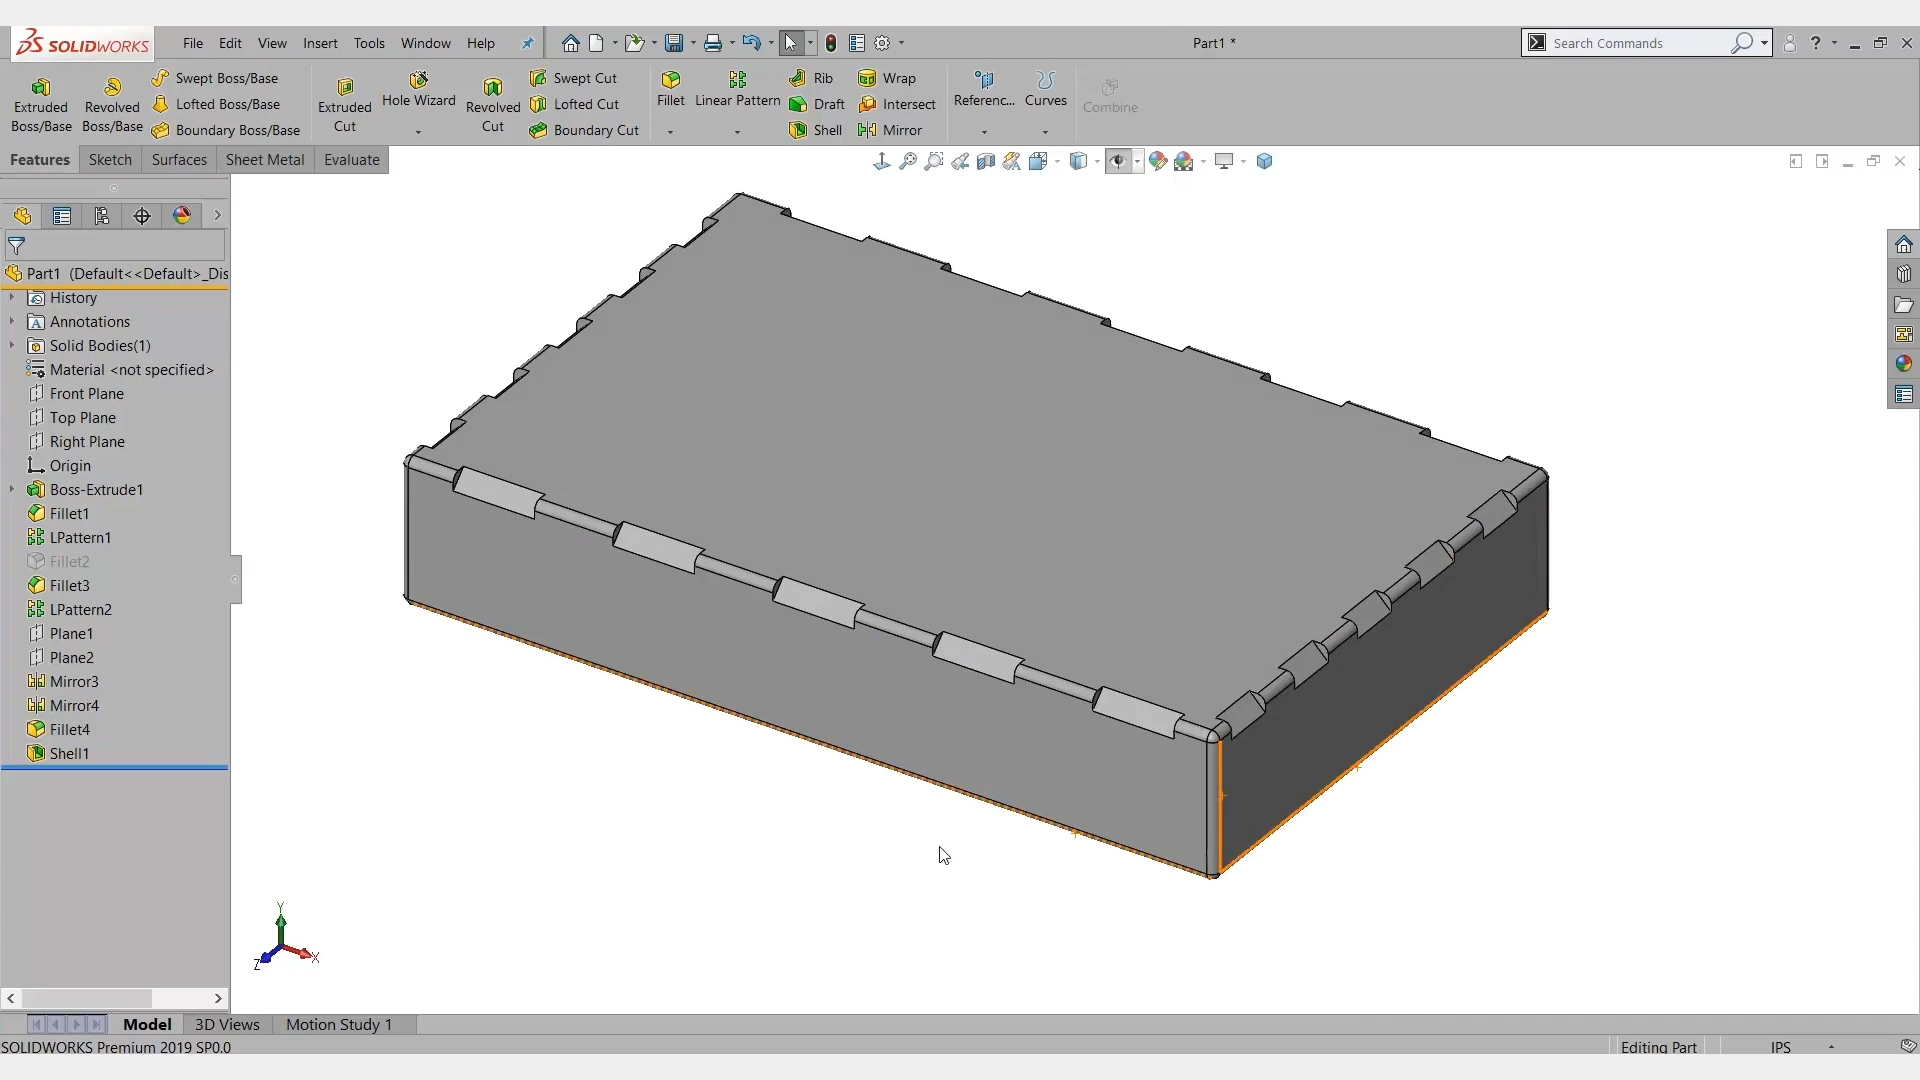 SOLIDWORKS
File Edit View Insert Tools Window Help
Part1 *
Search Commands
?
Extruded Boss/Base
Revolved Boss/Base
Swept Boss/Base
Lofted Boss/Base
Boundary Boss/Base
Extruded Cut
Hole Wizard
Revolved Cut
Swept Cut
Lofted Cut
Boundary Cut
Fillet
Linear Pattern
Rib
Draft
Shell
Wrap
Intersect
Mirror
Referenc...
Curves
Combine
Features Sketch Surfaces Sheet Metal Evaluate
Part1 (Default<<Default>_Dis
History
Annotations
Solid Bodies(1)
Material <not specified>
Front Plane
Top Plane
Right Plane
Origin
Boss-Extrude1
Fillet1
LPattern1
Fillet2
Fillet3
LPattern2
Plane1
Plane2
Mirror3
Mirror4
Fillet4
Shell1
Y
X
Z
Model 3D Views Motion Study 1
SOLIDWORKS Premium 2019 SP0.0
Editing Part
IPS